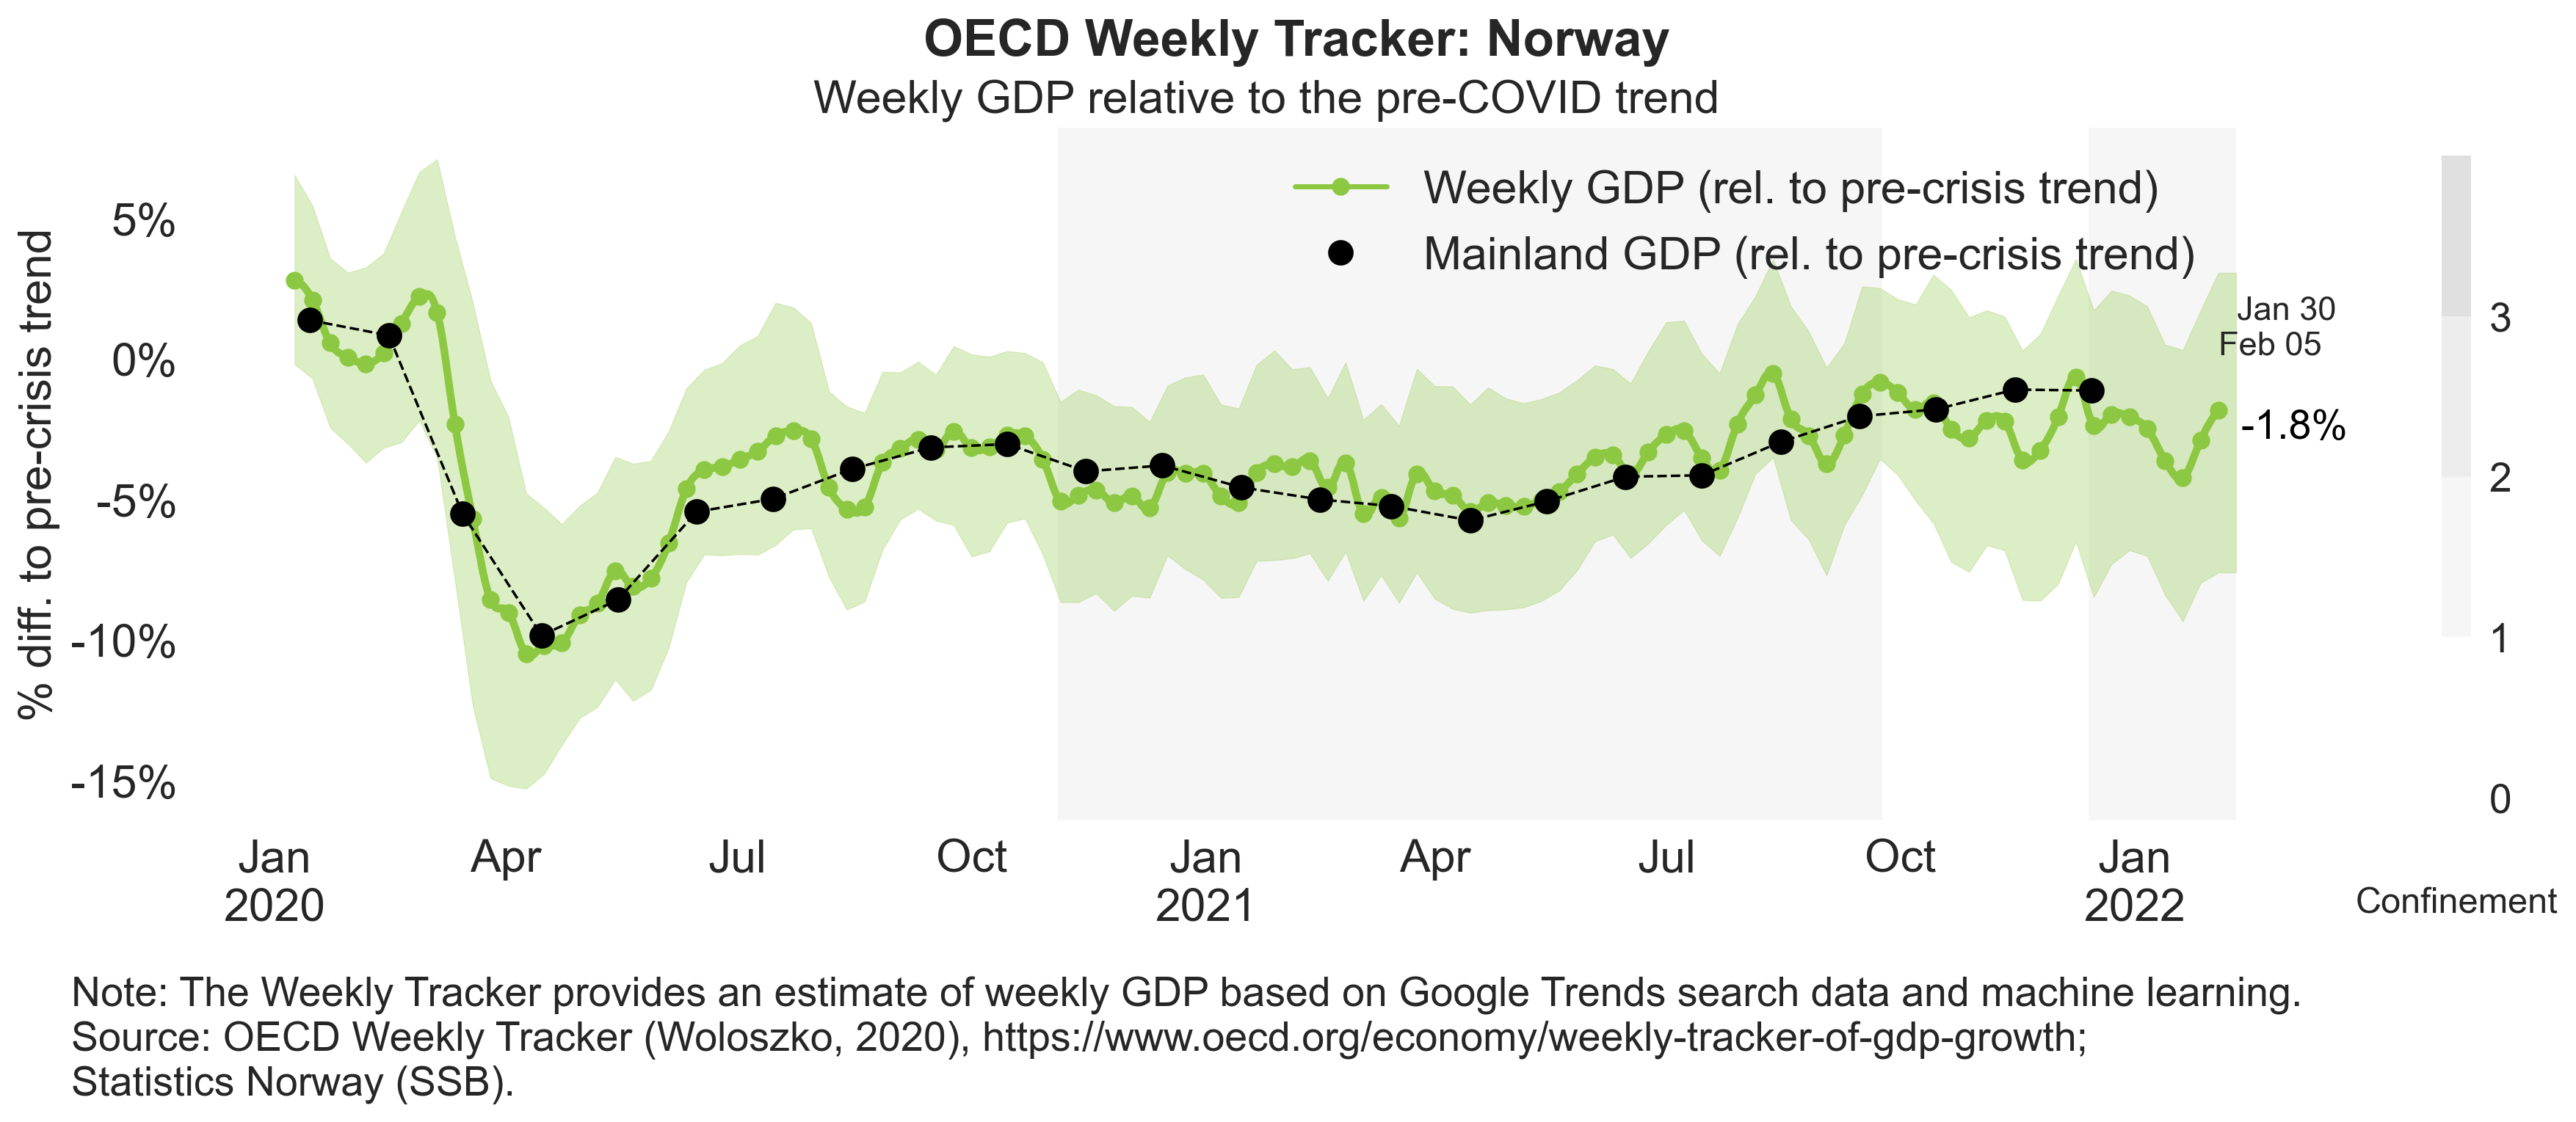 OECD Weekly Tracker: Norway
Weekly GDP relative to the pre-COVID trend
Weekly GDP (rel. to pre-crisis trend)
Mainland GDP (rel. to pre-crisis trend)
% diff. to pre-crisis trend
5%
0%
-5%
-10%
-15%
Jan 30
Feb 05
-1.8%
3
2
1
0
Jan Apr Jul Oct Jan Apr Jul Oct Jan
2020 2021 2022
Confinement
Note: The Weekly Tracker provides an estimate of weekly GDP based on Google Trends search data and machine learning.
Source: OECD Weekly Tracker (Woloszko, 2020), https://www.oecd.org/economy/weekly-tracker-of-gdp-growth;
Statistics Norway (SSB).